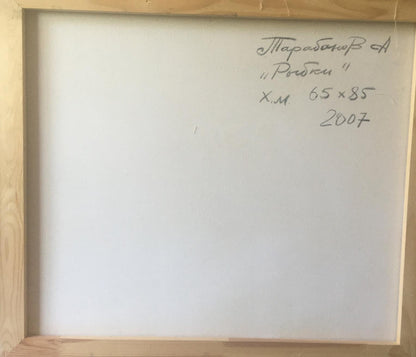 Тарабанов А
„Рыбки"
х.м. 65 х 85
2007